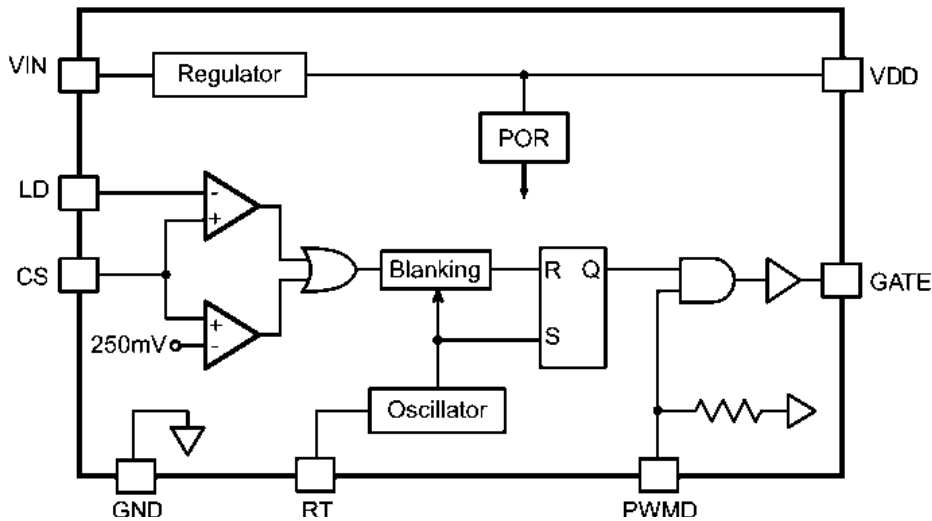 VIN
Regulator
VDD
POR
LD
-
+
CS
Blanking
R
Q
GATE
+
250mV
-
S
Oscillator
GND
RT
PWMD